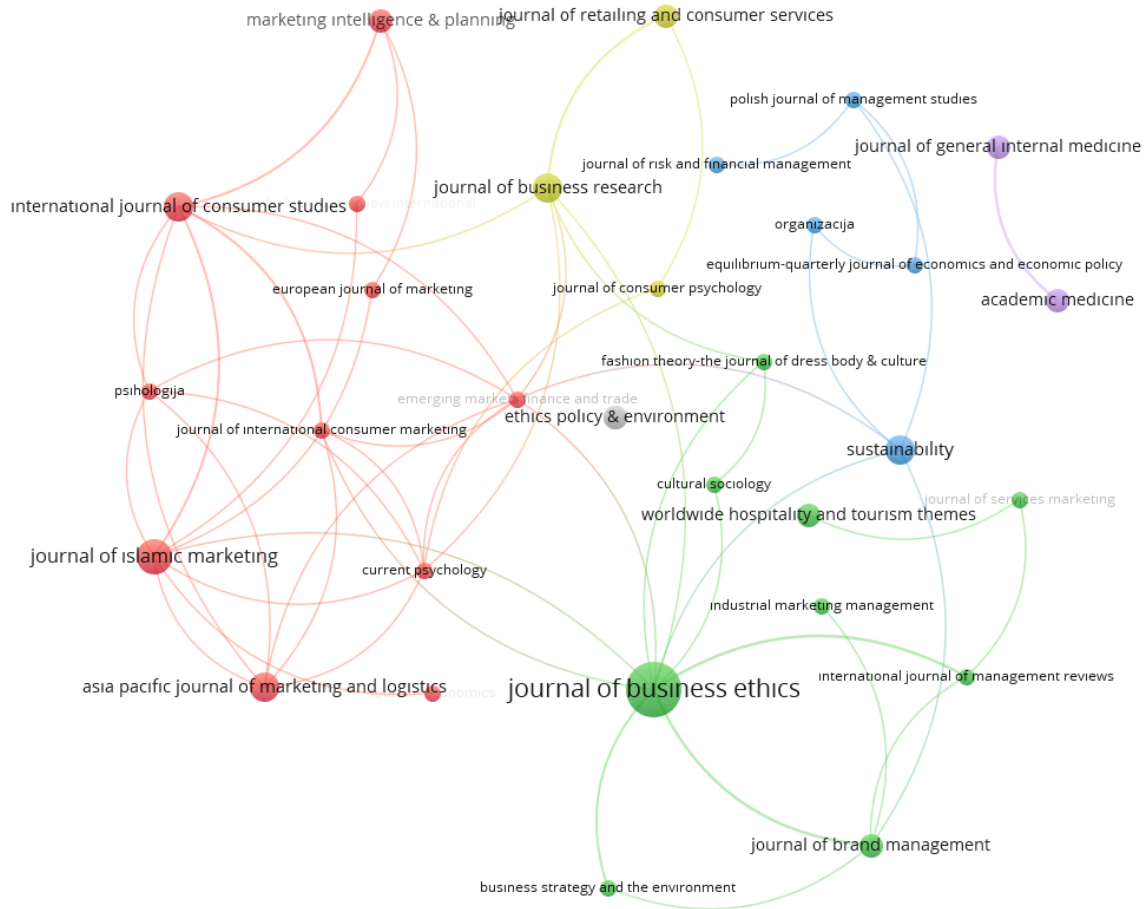 marketing intelligence & planning
journal of retailing and consumer services
polish journal of management studies
journal of general internal medicine
journal of risk and financial management
journal of business research
international journal of consumer studies
new international
organizacija
equilibrium-quarterly journal of economics and economic policy
european journal of marketing
journal of consumer psychology
academic medicine
fashion theory-the journal of dress body & culture
psihologija
emerging markets finance and trade
ethics policy & environment
journal of international consumer marketing
sustainability
cultural sociology
journal of services marketing
worldwide hospitality and tourism themes
journal of islamic marketing
current psychology
industrial marketing management
international journal of management reviews
asia pacific journal of marketing and logistics
journal of business ethics
journal of brand management
business strategy and the environment